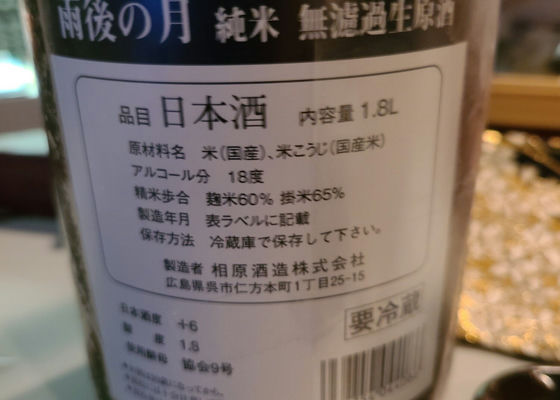 雨後の月 純米 無濾過生原酒
品目 日本酒 内容量 1.8L
原材料名 米(国産)、米こうじ(国産米)
アルコール分 18度
精米歩合 麹米60% 掛米65%
製造年月 表ラベルに記載
保存方法 冷蔵庫で保存して下さい。
製造者 相原酒造株式会社
広島県呉市仁方本町1丁目25-15
日本酒度 +6
酸度 1.8
使用酵母 協会9号
要冷蔵